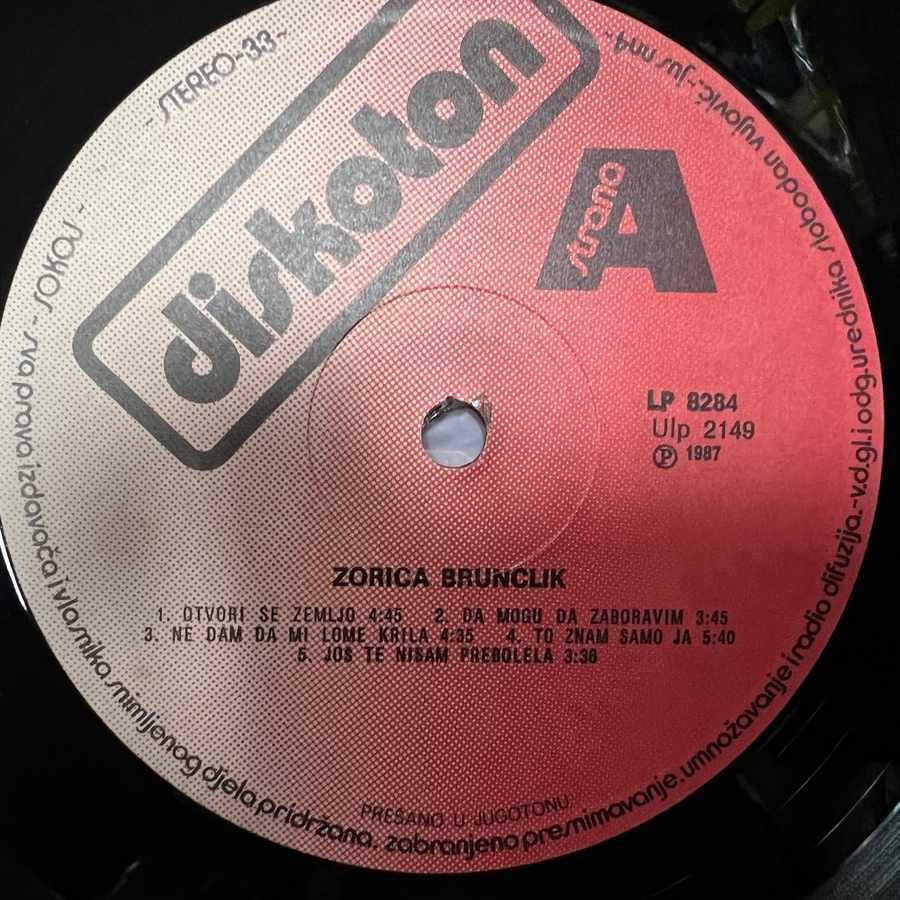 - STEREO-33-
diskoton
strana
A
- SOKOJ -
LP 8284
Ulp 2149
Ⓟ 1987
ZORICA BRUNCLIK
1. OTVORI SE ZEMLJO 4:45 2. DA MOGU DA ZABORAVIM 3:45
3. NE DAM DA MI LOME KRILA 4:35 4. TO ZNAM SAMO JA 5:40
5. JOS TE NISAM PREBOLELA 3:36
PREŠANO U JUGOTONU
sva prava izdavača i vlasnika snimljenog djela pridržana. zabranjeno presnimavanje, umnožavanje i radio difuzija.-v.d.gl. i odg.urednika slobodan vujović.-jus nn4-